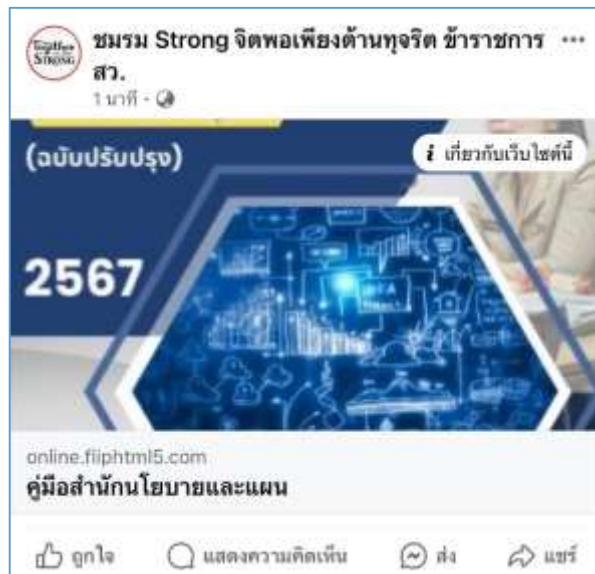 Together
STRONG
ชมรม Strong จิตพอเพียงต้านทุจริต ข้าราชการ
สว.
1 นาที ·
(ฉบับปรับปรุง)
i เกี่ยวกับเว็บไซต์นี้
2567
online.fliphtml5.com
คู่มือสำนักนโยบายและแผน
ถูกใจ
แสดงความคิดเห็น
ส่ง
แชร์